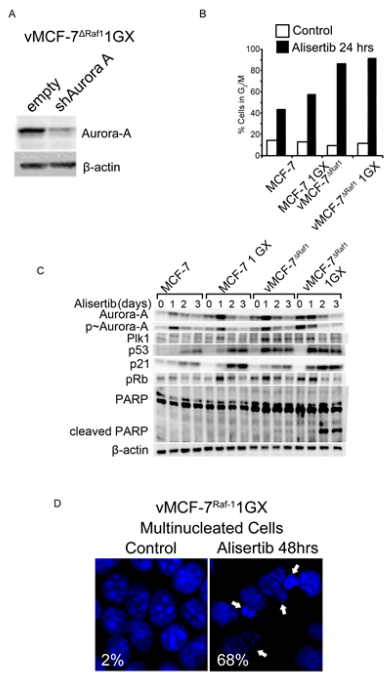 A
vMCF-7ΔRaf1 1GX
empty
shAurora A
Aurora-A
β-actin
B
Control
Alisertib 24 hrs
% Cells in G2/M
100
80
60
40
20
0
MCF-7
MCF-7 1GX
vMCF-7ΔRaf1
vMCF-7ΔRaf1 1GX
C
MCF-7
MCF-7 1 GX
vMCF-7ΔRaf1
vMCF-7ΔRaf1 1GX
Alisertib(days) 0 1 2 3 0 1 2 3 0 1 2 3 0 1 2 3
Aurora-A
p~Aurora-A
Plk1
p53
p21
pRb
PARP
cleaved PARP
β-actin
D
vMCF-7Raf-1 1GX
Multinucleated Cells
Control
Alisertib 48hrs
2%
68%